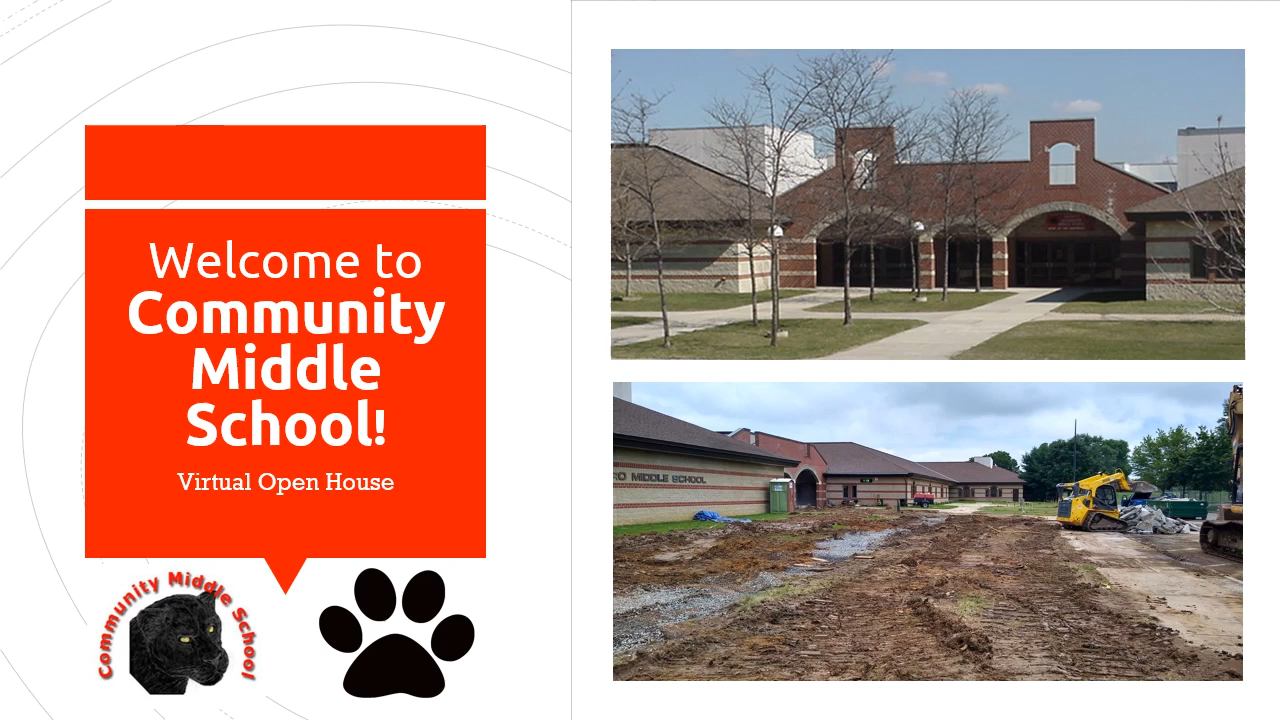 Welcome to
Community
Middle
School!
Virtual Open House
Community Middle School
MIDDLE SCHOOL